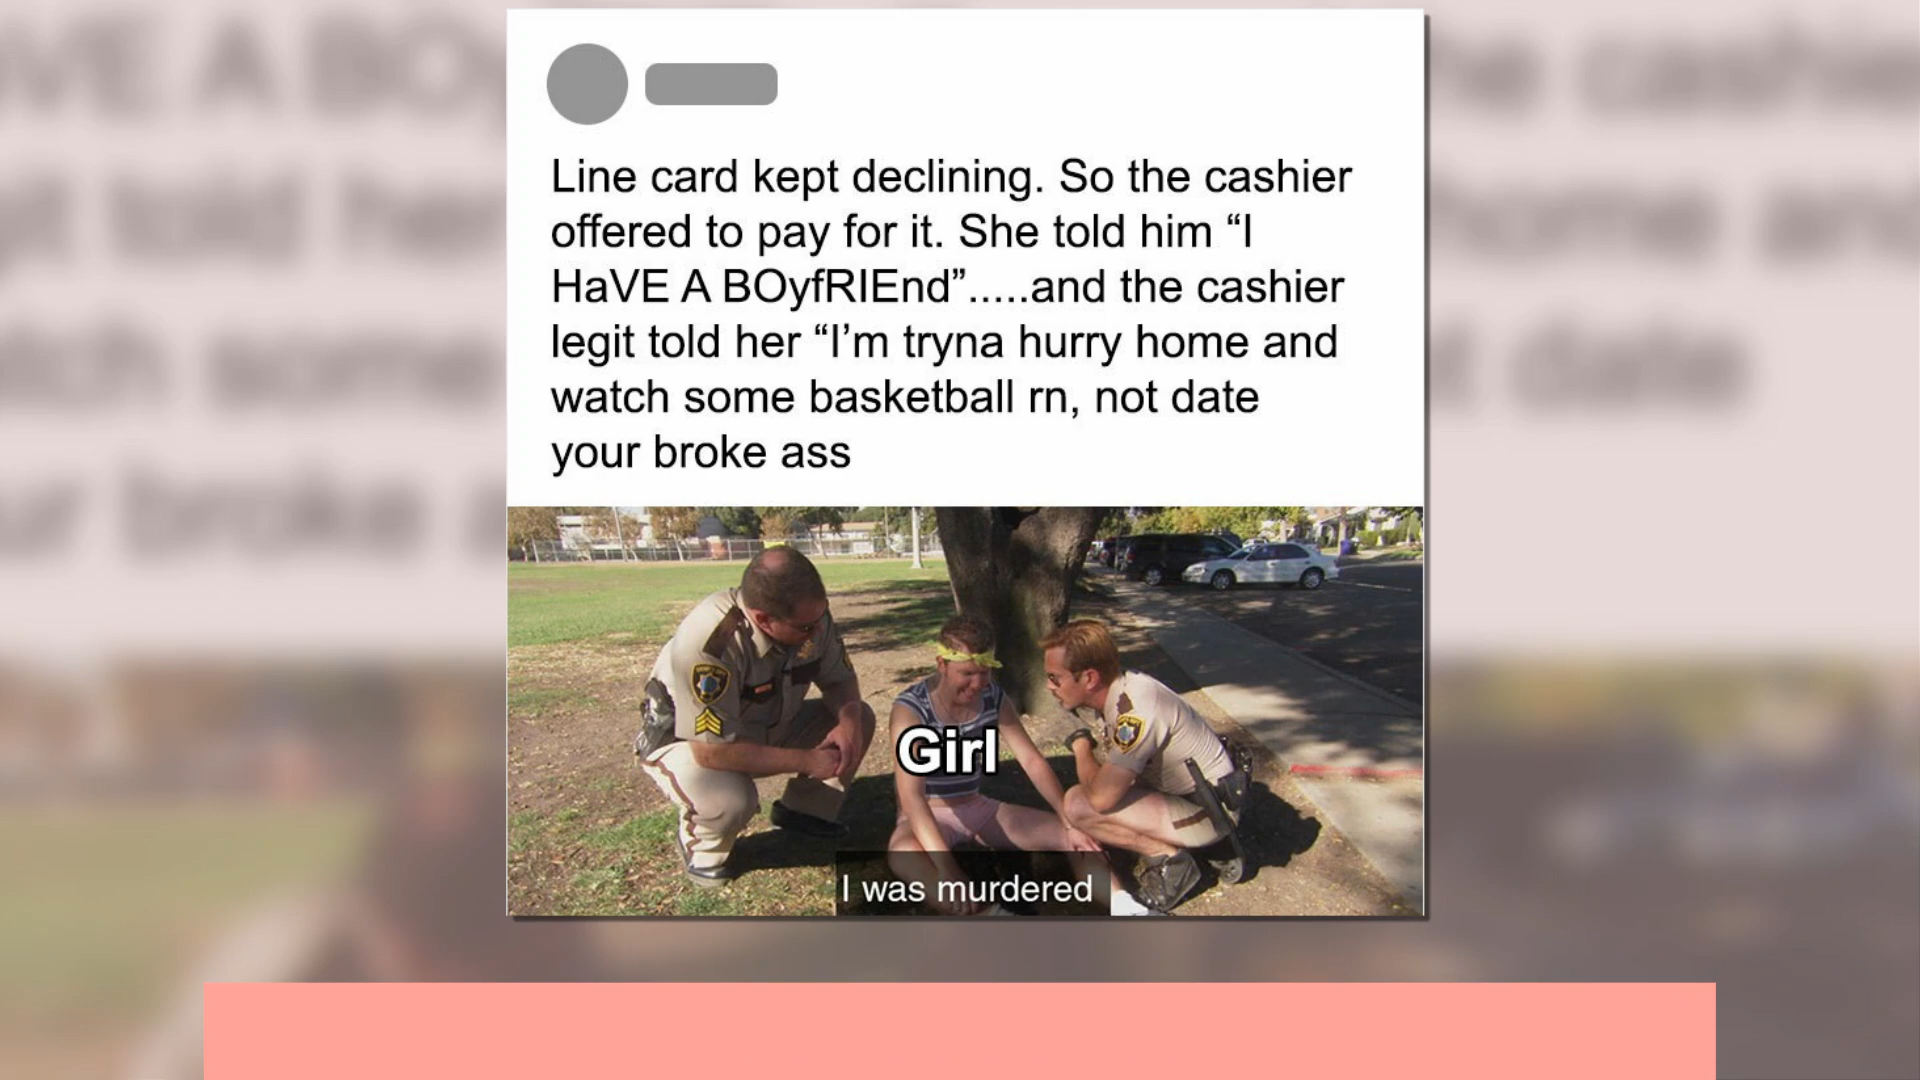 Line card kept declining. So the cashier
offered to pay for it. She told him “I
HaVE A BOyfRIEnd”.....and the cashier
legit told her “I’m tryna hurry home and
watch some basketball rn, not date
your broke ass
Girl
I was murdered